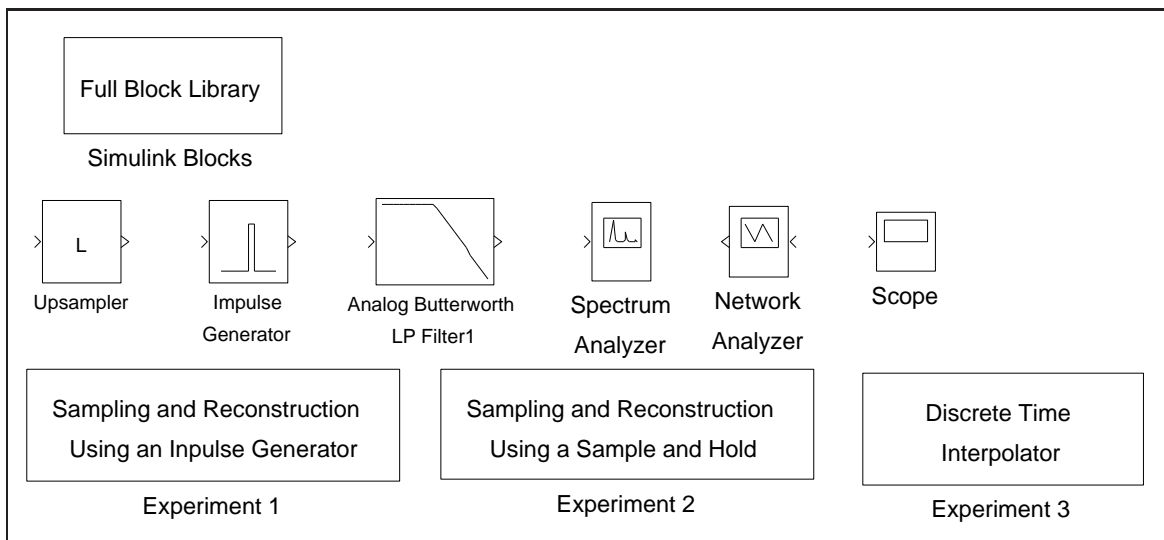 Full Block Library
Simulink Blocks
L
Upsampler
Impulse
Generator
Analog Butterworth
LP Filter1
Spectrum
Analyzer
Network
Analyzer
Scope
Sampling and Reconstruction
Using an Inpulse Generator
Experiment 1
Sampling and Reconstruction
Using a Sample and Hold
Experiment 2
Discrete Time
Interpolator
Experiment 3